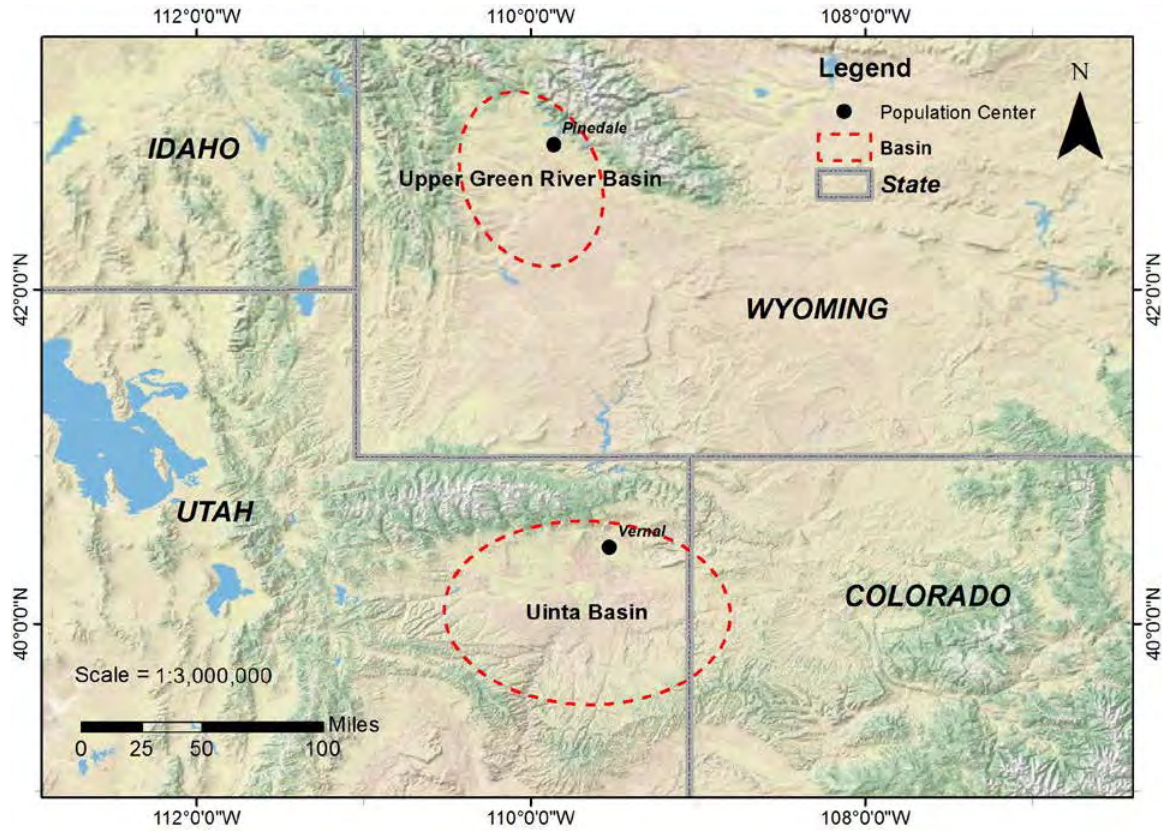 112°0'0"W 110°0'0"W 108°0'0"W
Legend
N
Population Center
Basin
State
Pinedale
IDAHO
Upper Green River Basin
42°0'0"N 42°0'0"N
WYOMING
UTAH
Vernal
Uinta Basin
COLORADO
40°0'0"N 40°0'0"N
Scale = 1:3,000,000
Miles
0 25 50 100
112°0'0"W 110°0'0"W 108°0'0"W